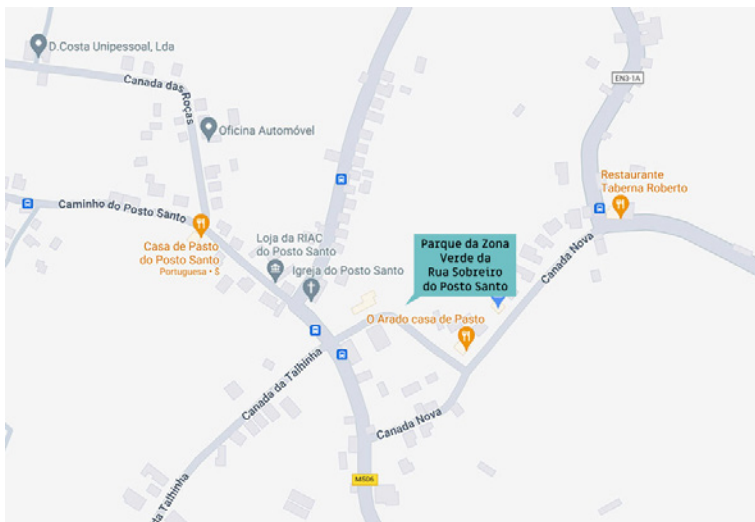 D.Costa Unipessoal, Lda
Canada das Roças
Oficina Automóvel
EN3-1A
Restaurante
Taberna Roberto
Caminho do Posto Santo
Casa de Pasto
do Posto Santo
Portuguesa • $
Loja da RIAC
do Posto Santo
Igreja do Posto Santo
Parque da Zona
Verde da
Rua Sobreiro
do Posto Santo
Canada Nova
O Arado casa de Pasto
Canada da Talhinha
Canada Nova
M506
da da Talhinha